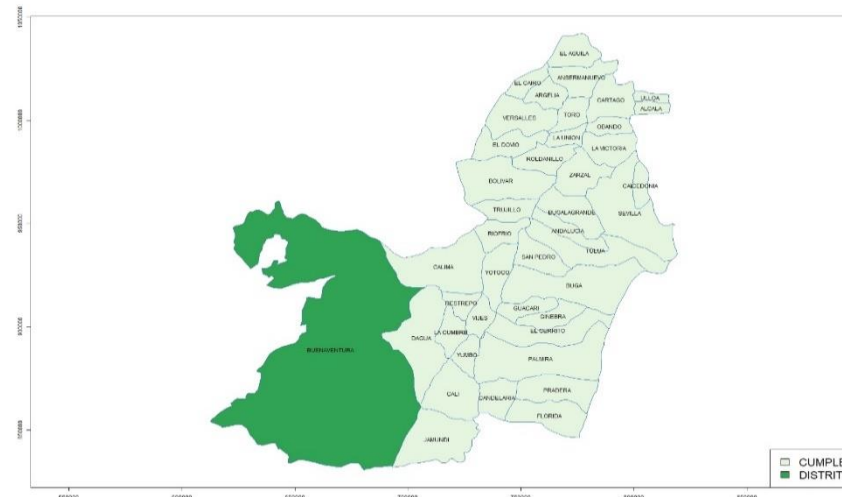 EL AGUILA
ANSERMANUEVO
EL CAIRO
ARGELIA
CARTAGO
ULLOA
ALCALA
VERSALLES
TORO
OBANDO
EL DOVIO
LA UNION
LA VICTORIA
ROLDANILLO
ZARZAL
BOLIVAR
CAICEDONIA
TRUJILLO
BUGALAGRANDE
SEVILLA
ANDALUCIA
RIOFRIO
TULUA
SAN PEDRO
CALIMA
YOTOCO
BUGA
RESTREPO
GUACARI
GINEBRA
VIJES
EL CERRITO
LA CUMBRE
DAGUA
BUENAVENTURA
YUMBO
PALMIRA
CALI
CANDELARIA
PRADERA
FLORIDA
JAMUNDI
CUMPLE
DISTRIT